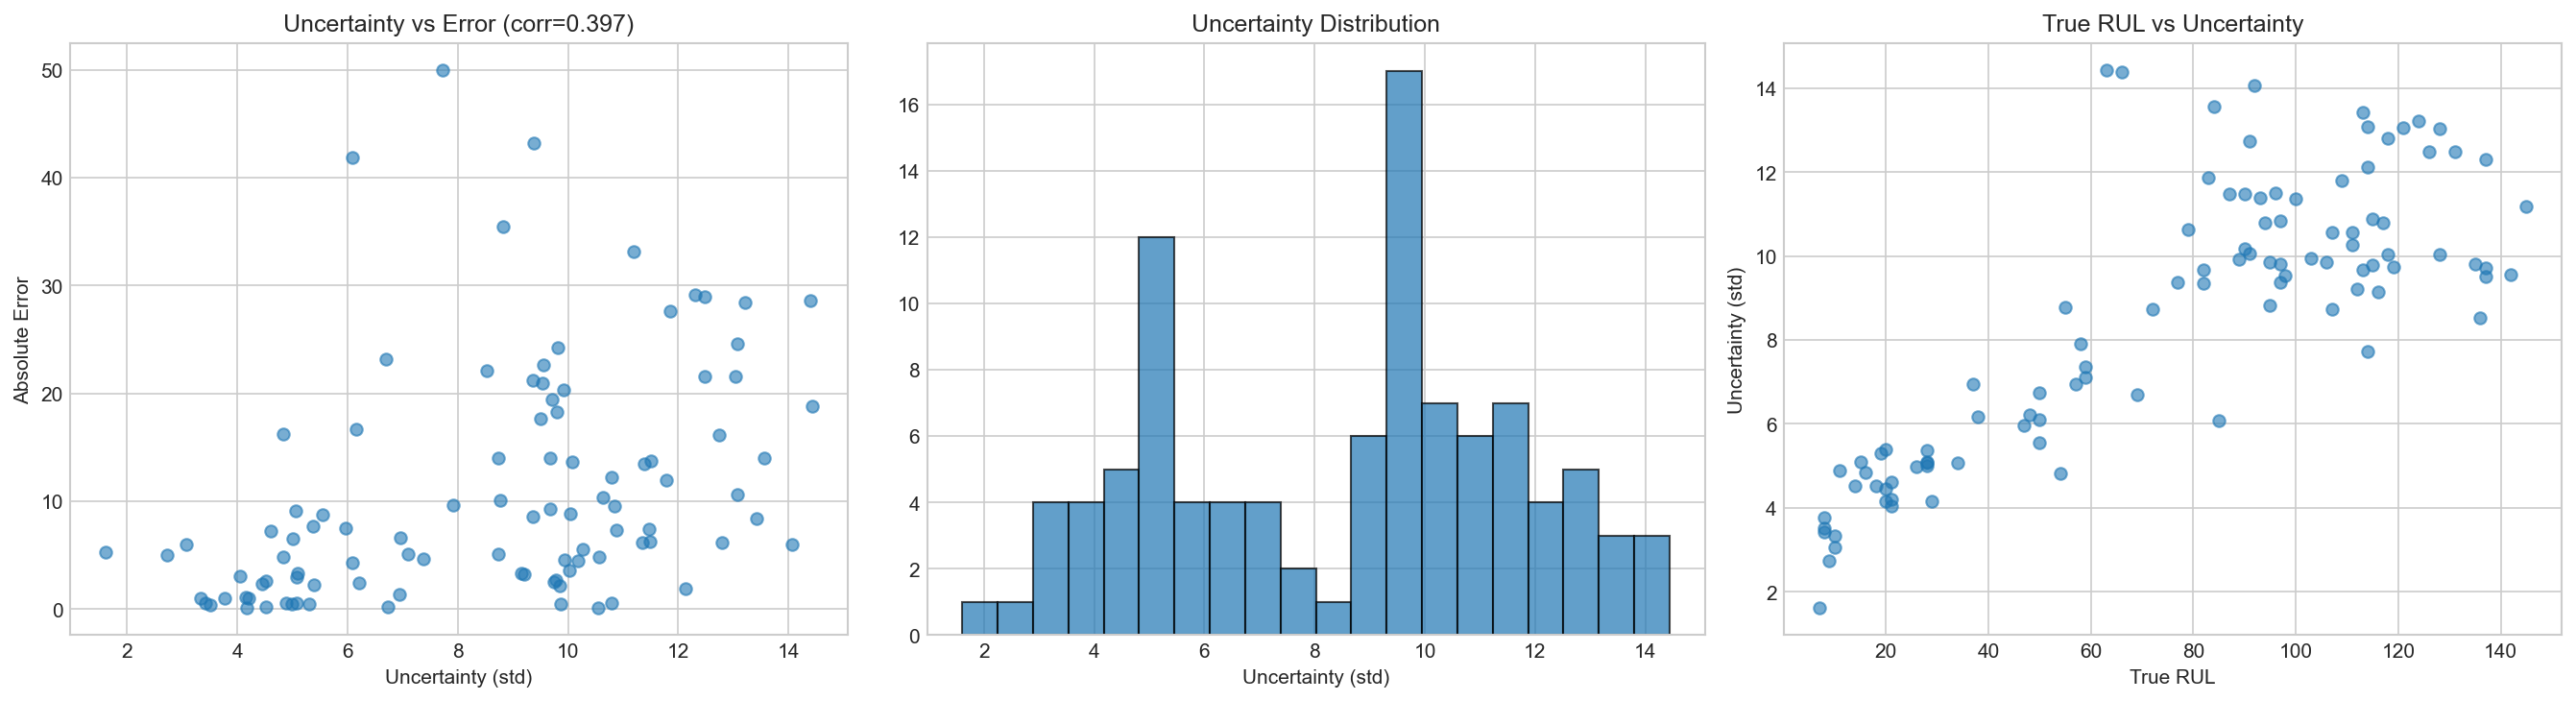 Uncertainty vs Error (corr=0.397)
50
40
30
20
10
0
Absolute Error
2 4 6 8 10 12 14
Uncertainty (std)
Uncertainty Distribution
16
14
12
10
8
6
4
2
0
2 4 6 8 10 12 14
Uncertainty (std)
True RUL vs Uncertainty
14
12
10
8
6
4
2
Uncertainty (std)
20 40 60 80 100 120 140
True RUL